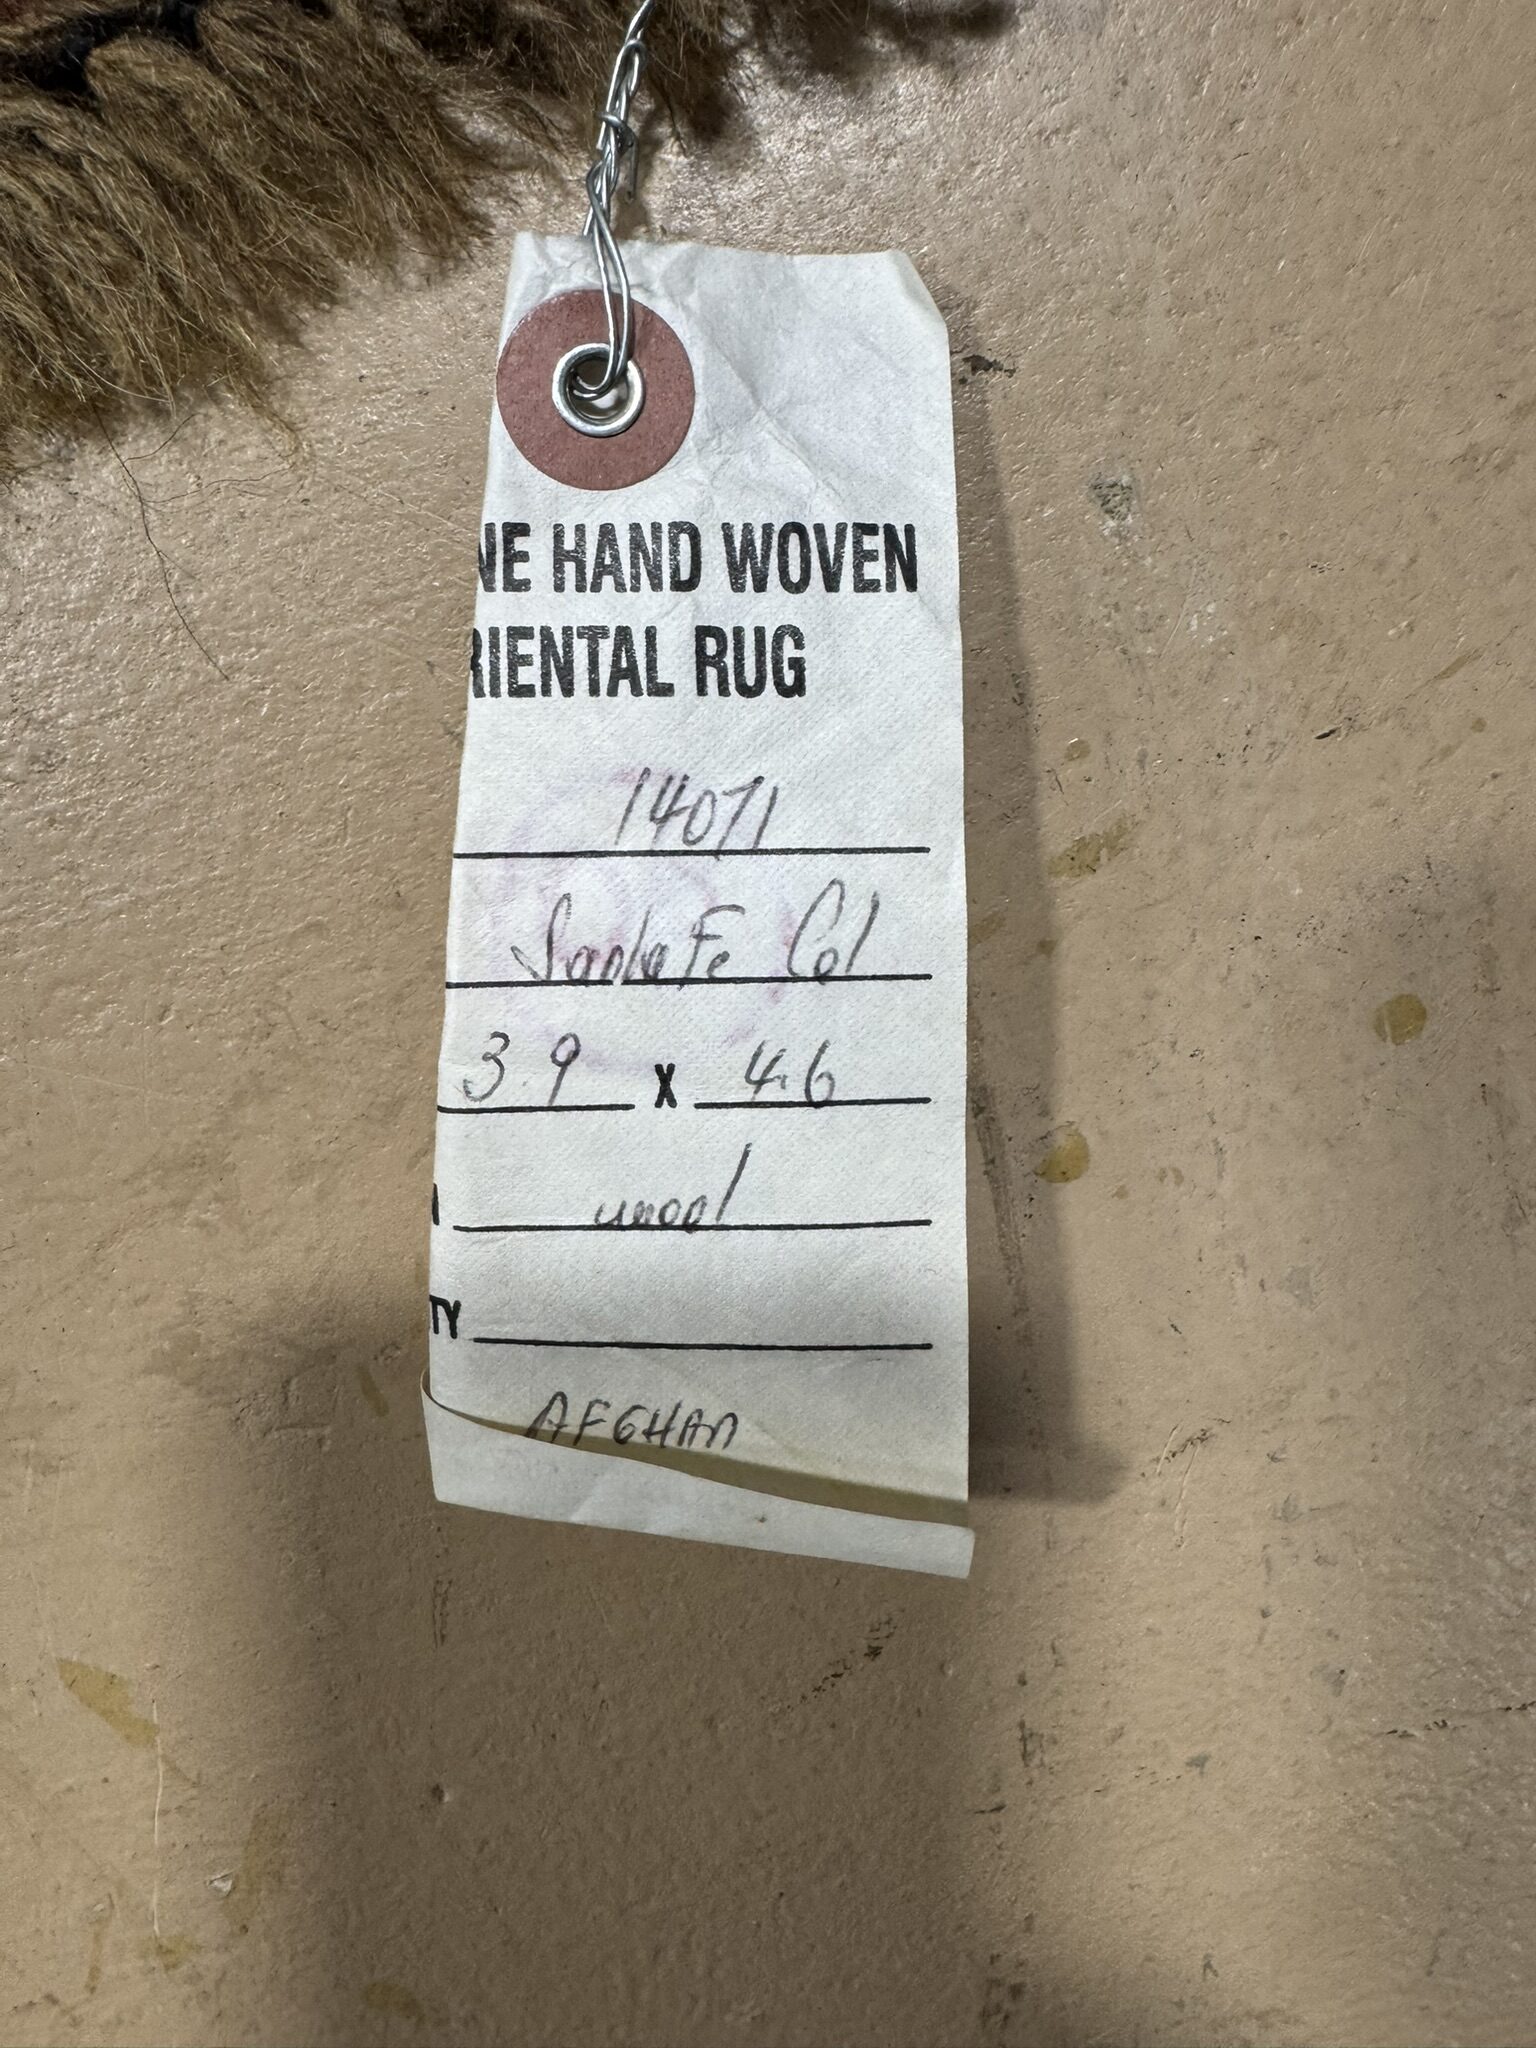 NE HAND WOVEN
RIENTAL RUG
14071
Santa Fe Col
3.9 X 4.6
wool
TY
AFGHAN